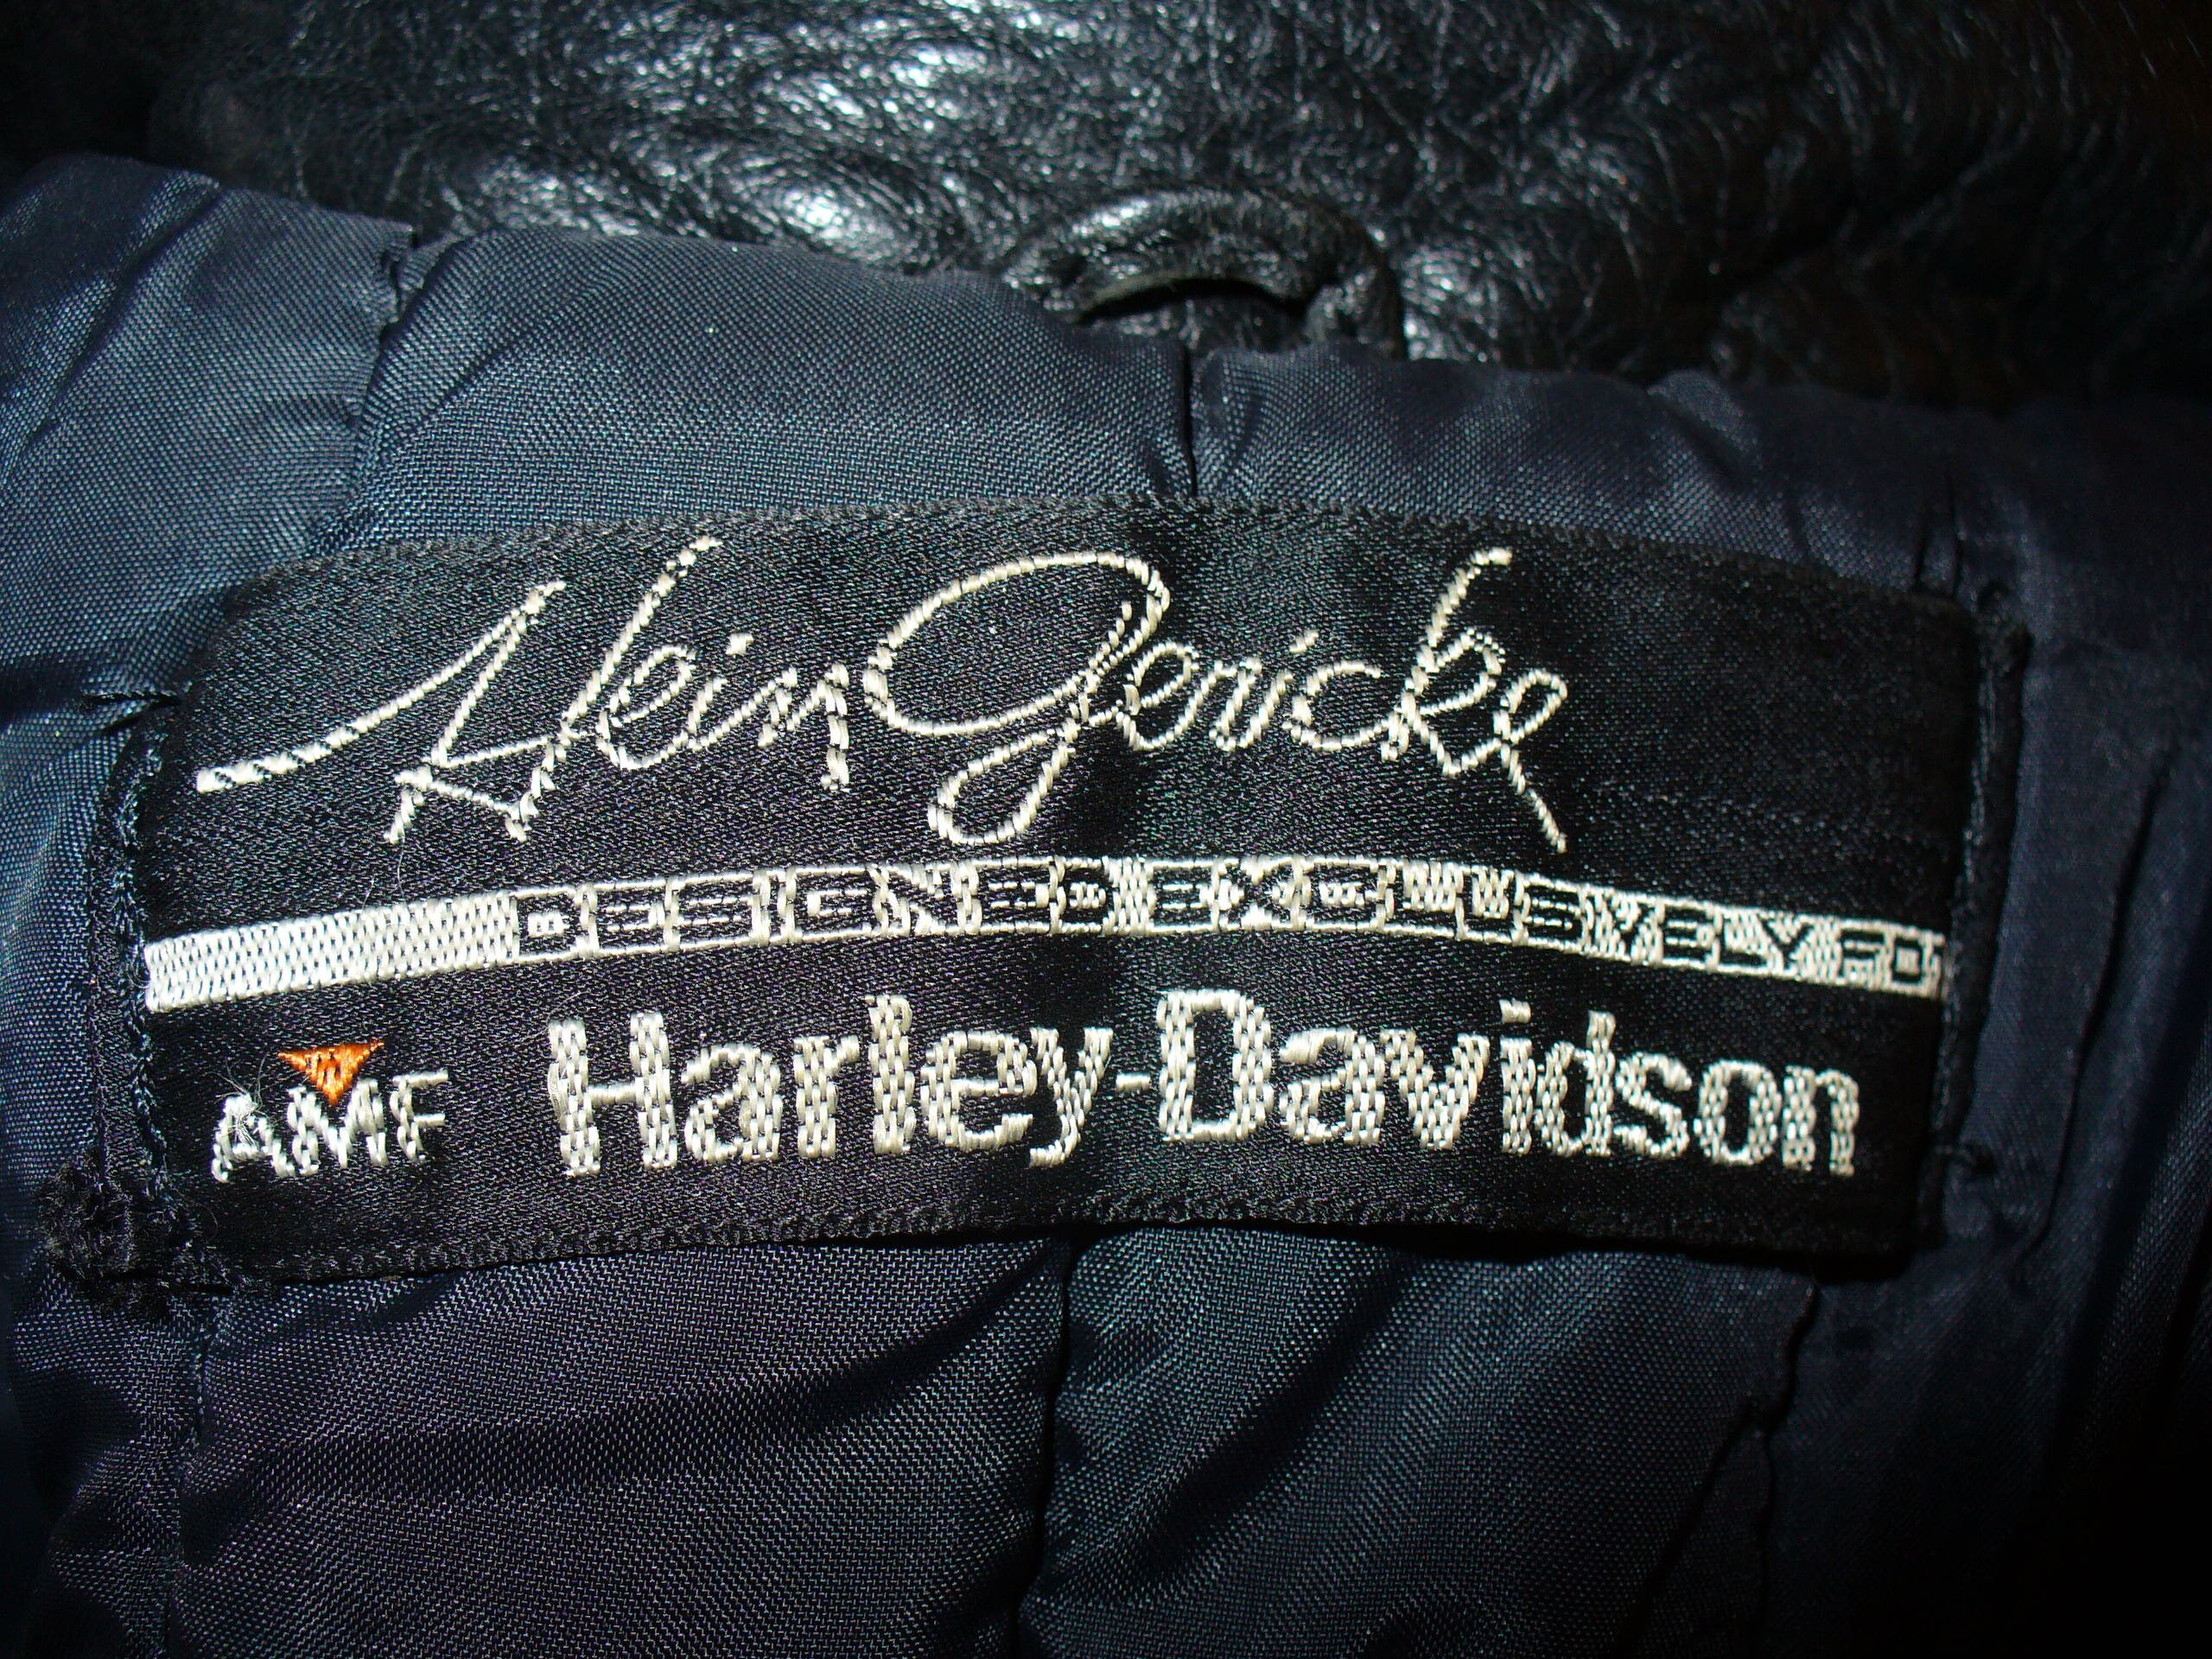 Hein Gericke
DESIGNED EXCLUSIVELY FO
AMF Harley-Davidson